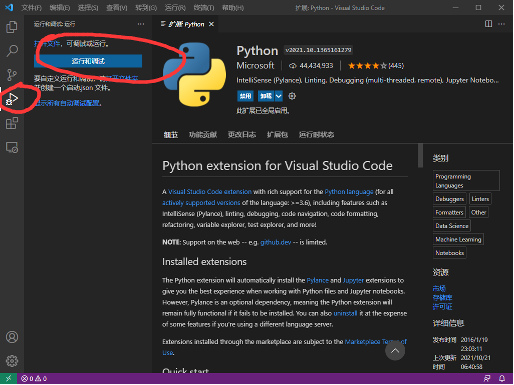 文件(F) 编辑(E) 选择(S) 查看(V) 转到(G) 运行(R) 终端(T) 帮助(H)
扩展: Python - Visual Studio Code
运行和调试: 运行
打开文件，可调试或运行。
运行和调试
要自定义运行和调试，
并创建一个启动json 文件。
显示所有自动调试配置。
扩展: Python
Python
v2021.10.1365161279
Microsoft
44,434,933
(445)
IntelliSense (Pylance), Linting, Debugging (multi-threaded, remote), Jupyter Notebo...
禁用
卸载
此扩展已全局启用。
细节
功能贡献
更改日志
扩展包
运行时状态
Python extension for Visual Studio Code
A Visual Studio Code extension with rich support for the Python language (for all
actively supported versions of the language: >=3.6), including features such as
IntelliSense (Pylance), linting, debugging, code navigation, code formatting,
refactoring, variable explorer, test explorer, and more!
NOTE: Support on the web -- e.g. github.dev -- is limited.
Installed extensions
The Python extension will automatically install the Pylance and Jupyter extensions to
give you the best experience when working with Python files and Jupyter notebooks.
However, Pylance is an optional dependency, meaning the Python extension will
remain fully functional if it fails to be installed. You can also uninstall it at the expense
of some features if you're using a different language server.
Extensions installed through the marketplace are subject to the Marketplace Terms of
Use.
Quick start
类别
Programming
Languages
Debuggers
Linters
Formatters
Other
Data Science
Machine Learning
Notebooks
资源
市场
存储库
许可证
详细信息
发布时间
2016/1/19
23:03:11
上次更新
2021/10/21
06:40:58
0
0